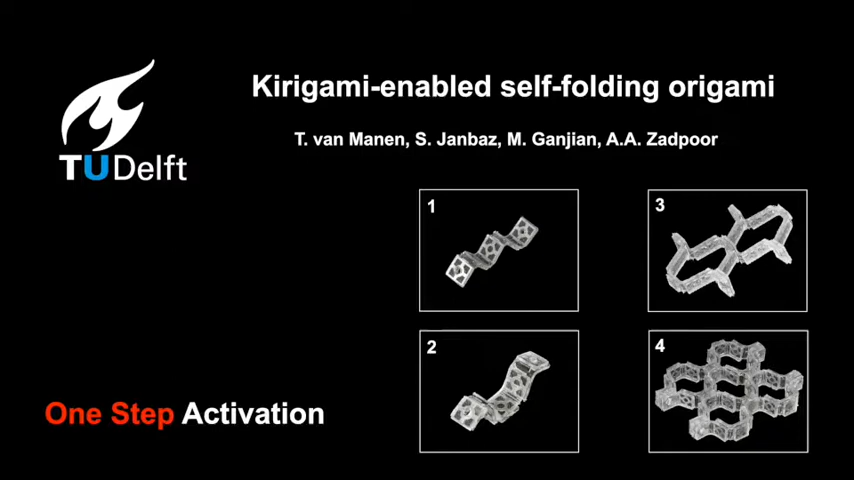 Kirigami-enabled self-folding origami
T. van Manen, S. Janbaz, M. Ganjian, A.A. Zadpoor
TUDelft
1
3
2
4
One Step Activation